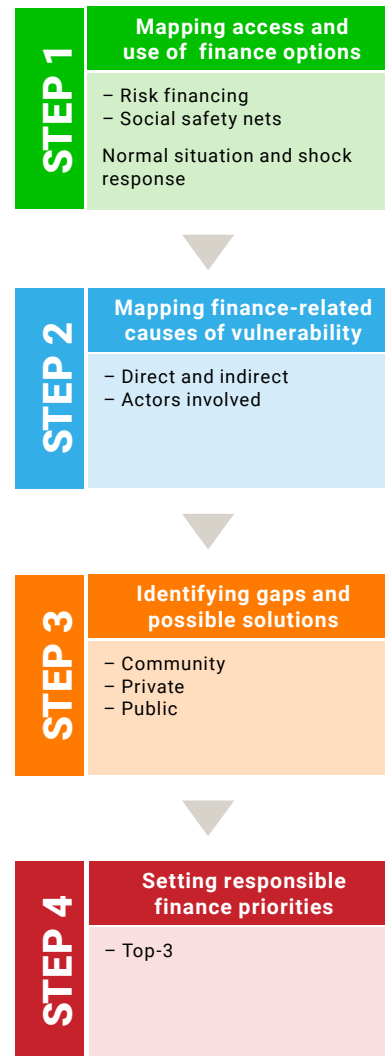 STEP 1
Mapping access and
use of finance options
– Risk financing
– Social safety nets
Normal situation and shock
response
STEP 2
Mapping finance-related
causes of vulnerability
– Direct and indirect
– Actors involved
STEP 3
Identifying gaps and
possible solutions
– Community
– Private
– Public
STEP 4
Setting responsible
finance priorities
– Top-3